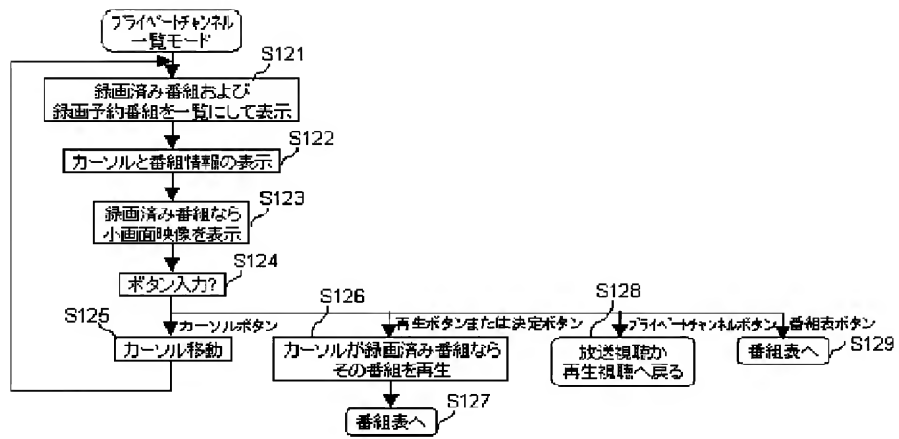 プライベートチャンネル
一覧モード
S121
録画済み番組および
録画予約番組を一覧にして表示
S122
カーソルと番組情報の表示
S123
録画済み番組なら
小画面映像を表示
S124
ボタン入力?
カーソルボタン
再生ボタンまたは決定ボタン
プライベートチャンネルボタン
番組表ボタン
S125
カーソル移動
S126
カーソルが録画済み番組なら
その番組を再生
S127
番組表へ
S128
放送視聴か
再生視聴へ戻る
番組表へ
S129